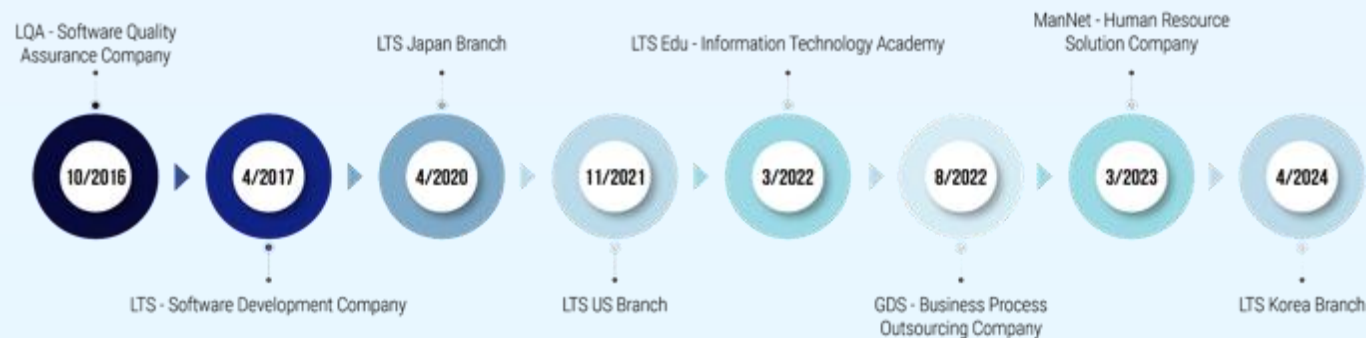 LQA - Software Quality
Assurance Company
LTS Japan Branch
LTS Edu - Information Technology Academy
ManNet - Human Resource
Solution Company
10/2016
4/2017
4/2020
11/2021
3/2022
8/2022
3/2023
4/2024
LTS - Software Development Company
LTS US Branch
GDS - Business Process
Outsourcing Company
LTS Korea Branch